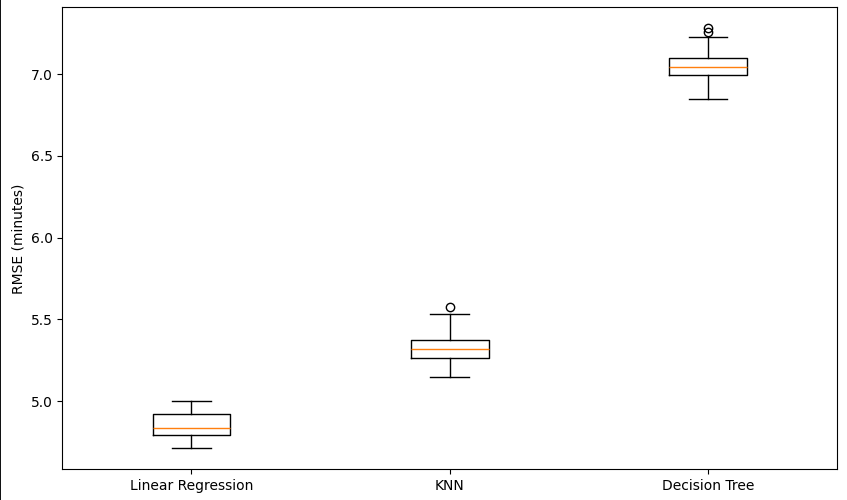 RMSE (minutes)
7.0
6.5
6.0
5.5
5.0
Linear Regression
KNN
Decision Tree